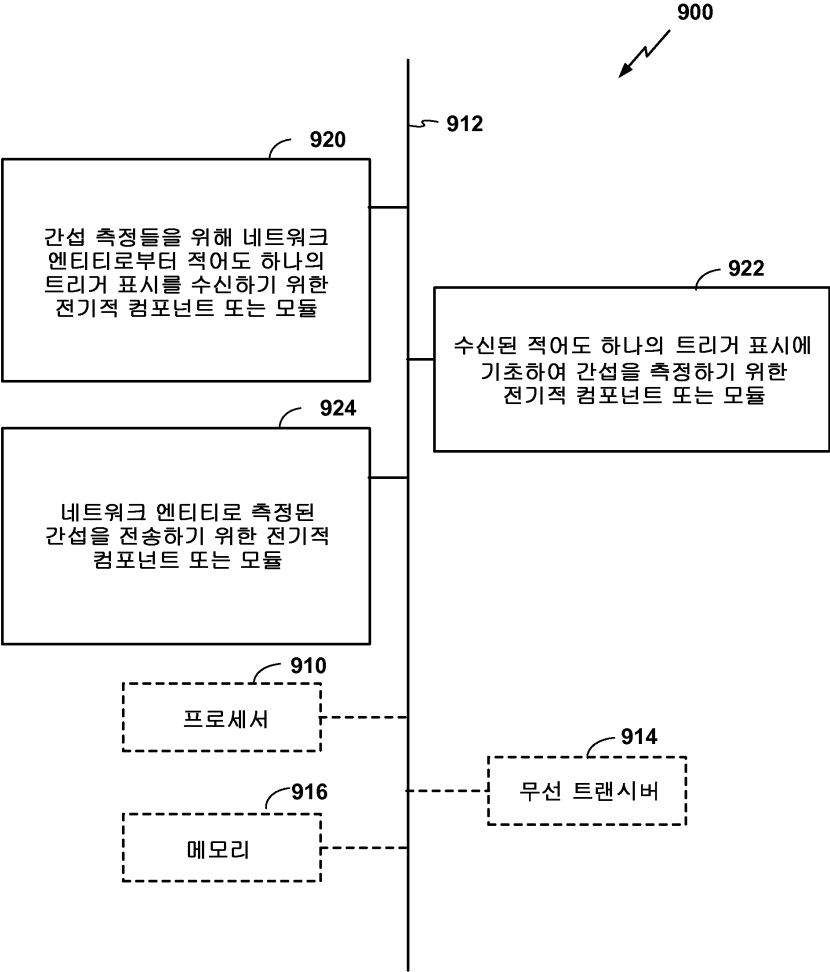 900
912
920
간섭 측정들을 위해 네트워크
엔티티로부터 적어도 하나의
트리거 표시를 수신하기 위한
전기적 컴포넌트 또는 모듈
922
수신된 적어도 하나의 트리거 표시에
기초하여 간섭을 측정하기 위한
전기적 컴포넌트 또는 모듈
924
네트워크 엔티티로 측정된
간섭을 전송하기 위한 전기적
컴포넌트 또는 모듈
910
프로세서
914
무선 트랜시버
916
메모리